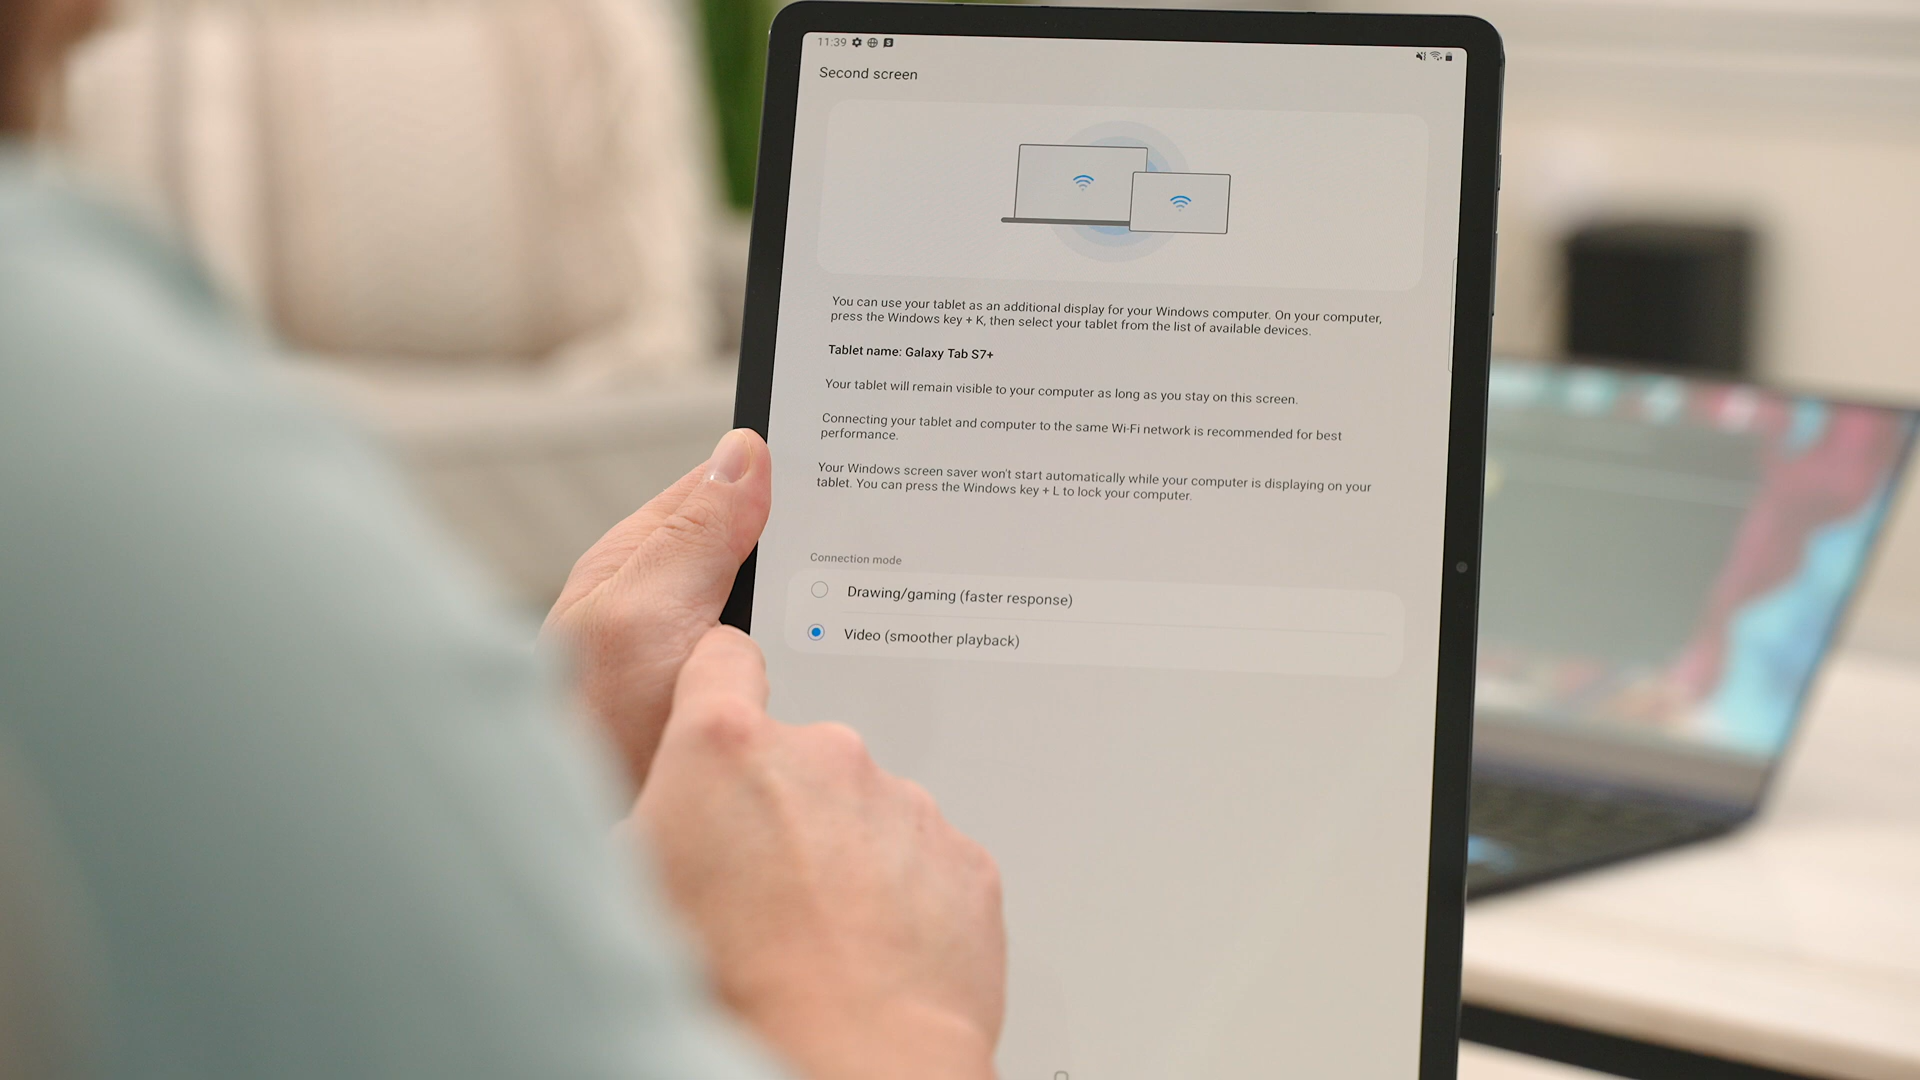 11:39
Second screen
You can use your tablet as an additional display for your Windows computer. On your computer,
press the Windows key + K, then select your tablet from the list of available devices.
Tablet name: Galaxy Tab S7+
Your tablet will remain visible to your computer as long as you stay on this screen.
Connecting your tablet and computer to the same Wi-Fi network is recommended for best
performance.
Your Windows screen saver won't start automatically while your computer is displaying on your
tablet. You can press the Windows key + L to lock your computer.
Connection mode
Drawing/gaming (faster response)
Video (smoother playback)